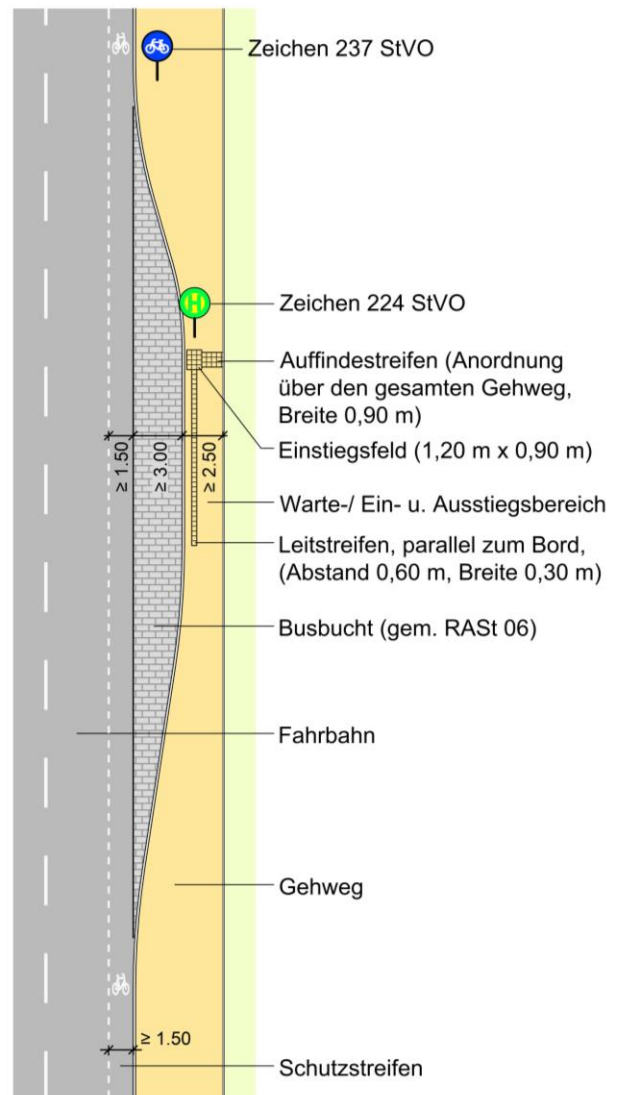 Zeichen 237 StVO
H
Zeichen 224 StVO
Auffindestreifen (Anordnung
über den gesamten Gehweg,
Breite 0,90 m)
Einstiegsfeld (1,20 m x 0,90 m)
≥ 1.50
≥ 3.00
≥ 2.50
Warte-/ Ein- u. Ausstiegsbereich
Leitstreifen, parallel zum Bord,
(Abstand 0,60 m, Breite 0,30 m)
Busbucht (gem. RASt 06)
Fahrbahn
Gehweg
≥ 1.50
Schutzstreifen